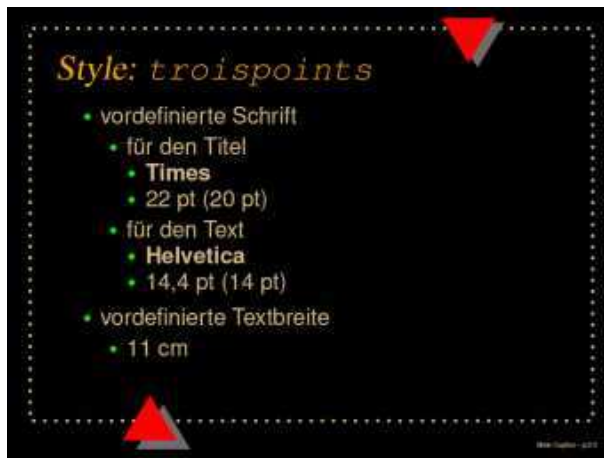 Style: troispoints
vordefinierte Schrift
für den Titel
Times
22 pt (20 pt)
für den Text
Helvetica
14,4 pt (14 pt)
vordefinierte Textbreite
11 cm